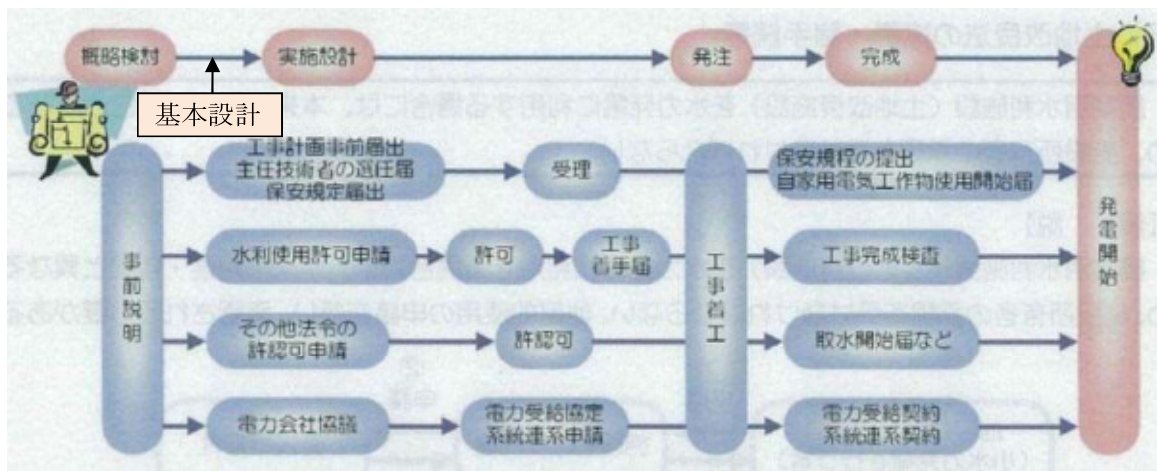 概略検討
実施設計
発注
完成
基本設計
工事計画事前届出
主任技術者の選任届
保安規定届出
受理
保安規程の提出
自家用電気工作物使用開始届
事前説明
水利使用許可申請
許可
工事
着手届
工事着工
工事完成検査
発電開始
その他法令の
許認可申請
許認可
取水開始届など
電力会社協議
電力受給協定
系統連系申請
電力受給契約
系統連系契約